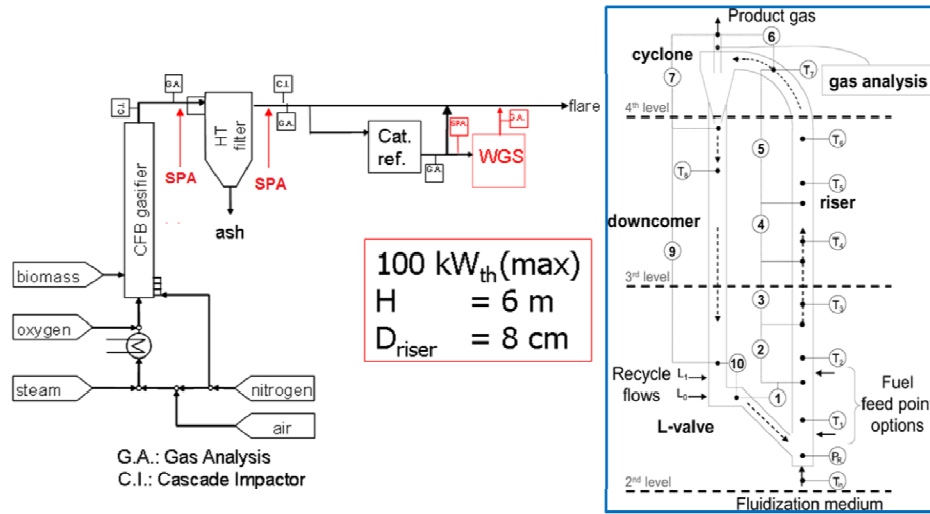 G.A.
C.I.
C.I.
G.A.
flare
HT
filter
SPA
SPA
ash
CFB gasifier
Cat.
ref.
G.A.
SPA
G.A.
WGS
biomass
oxygen
steam
nitrogen
air
G.A.: Gas Analysis
C.I.: Cascade Impactor
100 kWth(max)
H = 6 m
Driser = 8 cm
Product gas
cyclone
6
7
T7
gas analysis
4th level
5
T6
T5
riser
downcomer
4
T4
9
3rd level
3
T3
2
T2
10
Recycle
flows
L1
L0
1
Fuel
feed point
options
T1
L-valve
PR
2nd level
Tin
Fluidization medium